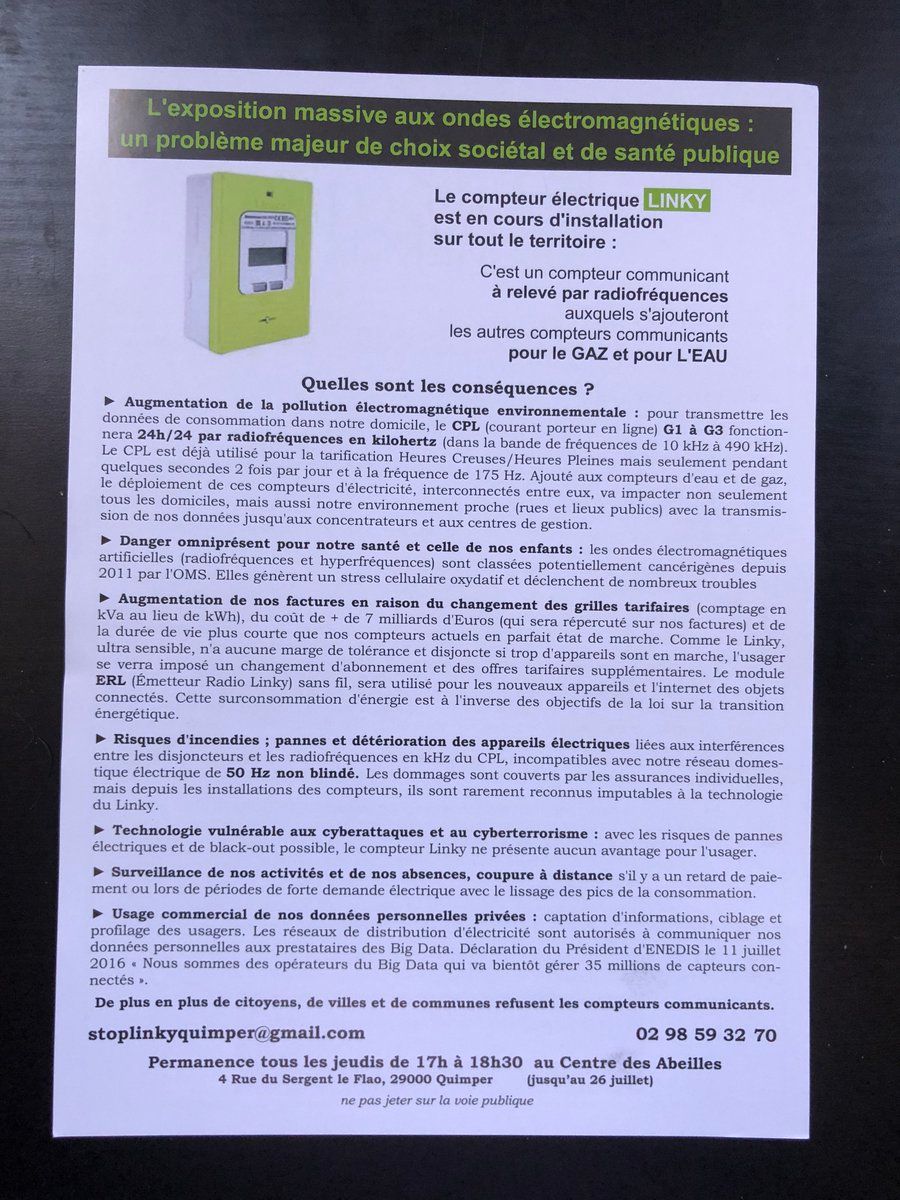 L'exposition massive aux ondes électromagnétiques :
un problème majeur de choix sociétal et de santé publique
Le compteur électrique LINKY
est en cours d'installation
sur tout le territoire :
C'est un compteur communicant
à relevé par radiofréquences
auxquels s'ajouteront
les autres compteurs communicants
pour le GAZ et pour L'EAU
Quelles sont les conséquences ?
► Augmentation de la pollution électromagnétique environnementale : pour transmettre les
données de consommation dans notre domicile, le CPL (courant porteur en ligne) G1 à G3 fonction-
nera 24h/24 par radiofréquences en kilohertz (dans la bande de fréquences de 10 kHz à 490 kHz).
Le CPL est déjà utilisé pour la tarification Heures Creuses/Heures Pleines mais seulement pendant
quelques secondes 2 fois par jour et à la fréquence de 175 Hz. Ajouté aux compteurs d'eau et de gaz,
le déploiement de ces compteurs d'électricité, interconnectés entre eux, va impacter non seulement
tous les domiciles, mais aussi notre environnement proche (rues et lieux publics) avec la transmis-
sion de nos données jusqu'aux concentrateurs et aux centres de gestion.
► Danger omniprésent pour notre santé et celle de nos enfants : les ondes électromagnétiques
artificielles (radiofréquences et hyperfréquences) sont classées potentiellement cancérigènes depuis
2011 par l'OMS. Elles génèrent un stress cellulaire oxydatif et déclenchent de nombreux troubles
► Augmentation de nos factures en raison du changement des grilles tarifaires (comptage en
kVa au lieu de kWh), du coût de + de 7 milliards d'Euros (qui sera répercuté sur nos factures) et de
la durée de vie plus courte que nos compteurs actuels en parfait état de marche. Comme le Linky,
ultra sensible, n'a aucune marge de tolérance et disjoncte si trop d'appareils sont en marche, l'usager
se verra imposé un changement d'abonnement et des offres tarifaires supplémentaires. Le module
ERL (Émetteur Radio Linky) sans fil, sera utilisé pour les nouveaux appareils et l'internet des objets
connectés. Cette surconsommation d'énergie est à l'inverse des objectifs de la loi sur la transition
énergétique.
► Risques d'incendies ; pannes et détérioration des appareils électriques liées aux interférences
entre les disjoncteurs et les radiofréquences en kHz du CPL, incompatibles avec notre réseau domes-
tique électrique de 50 Hz non blindé. Les dommages sont couverts par les assurances individuelles,
mais depuis les installations des compteurs, ils sont rarement reconnus imputables à la technologie
du Linky.
► Technologie vulnérable aux cyberattaques et au cyberterrorisme : avec les risques de pannes
électriques et de black-out possible, le compteur Linky ne présente aucun avantage pour l'usager.
► Surveillance de nos activités et de nos absences, coupure à distance s'il y a un retard de paie-
ment ou lors de périodes de forte demande électrique avec le lissage des pics de la consommation.
► Usage commercial de nos données personnelles privées : captation d'informations, ciblage et
profilage des usagers. Les réseaux de distribution d'électricité sont autorisés à communiquer nos
données personnelles aux prestataires des Big Data. Déclaration du Président d'ENEDIS le 11 juillet
2016 « Nous sommes des opérateurs du Big Data qui va bientôt gérer 35 millions de capteurs con-
nectés ».
De plus en plus de citoyens, de villes et de communes refusent les compteurs communicants.
stoplinkyquimper@gmail.com 02 98 59 32 70
Permanence tous les jeudis de 17h à 18h30 au Centre des Abeilles
4 Rue du Sergent le Flao, 29000 Quimper (jusqu'au 26 juillet)
ne pas jeter sur la voie publique